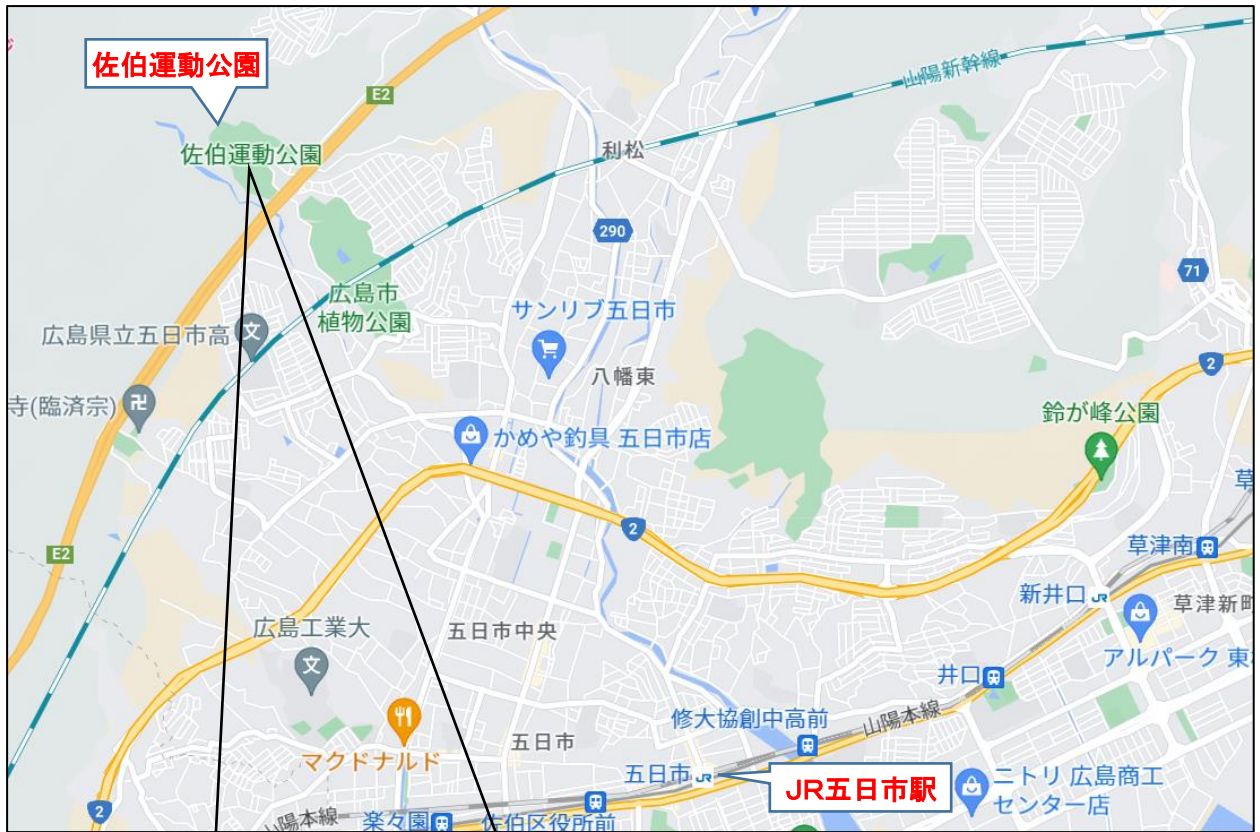 佐伯運動公園
E2
山陽新幹線
佐伯運動公園
利松
290
71
広島市
植物公園
サンリブ五日市
広島県立五日市高
文
八幡東
2
寺(臨済宗)
卍
鈴が峰公園
かめや釣具 五日市店
2
草
E2
草津南
新井口
JR
草津新町
広島工業大
文
五日市中央
アルパーク 東
井口
修大協創中高前
山陽本線
マクドナルド
五日市
五日市
JR
JR五日市駅
ニトリ 広島商工
センター店
2
山陽本線
楽々園
佐伯区役所前